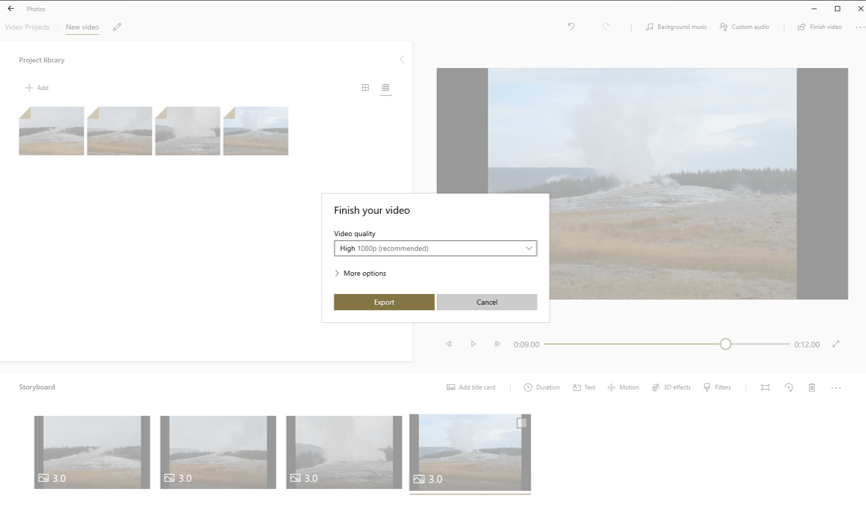 Photos
Video Projects New video
Background music Custom audio Finish video
Project library
Add
Finish your video
Video quality
High 1080p (recommended)
More options
Export Cancel
0:09.00 0:12.00
Storyboard
Add title card Duration Text Motion 3D effects Filters
3.0 3.0 3.0 3.0